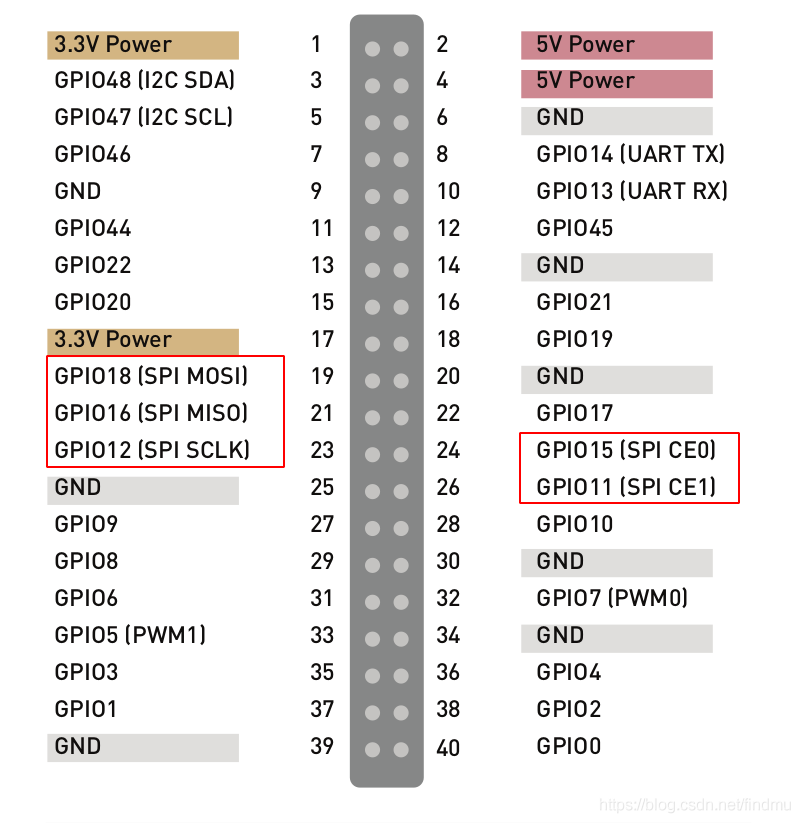 3.3V Power 1 2 5V Power
GPIO48 (I2C SDA) 3 4 5V Power
GPIO47 (I2C SCL) 5 6 GND
GPIO46 7 8 GPIO14 (UART TX)
GND 9 10 GPIO13 (UART RX)
GPIO44 11 12 GPIO45
GPIO22 13 14 GND
GPIO20 15 16 GPIO21
3.3V Power 17 18 GPIO19
GPIO18 (SPI MOSI) 19 20 GND
GPIO16 (SPI MISO) 21 22 GPIO17
GPIO12 (SPI SCLK) 23 24 GPIO15 (SPI CE0)
GND 25 26 GPIO11 (SPI CE1)
GPIO9 27 28 GPIO10
GPIO8 29 30 GND
GPIO6 31 32 GPIO7 (PWM0)
GPIO5 (PWM1) 33 34 GND
GPIO3 35 36 GPIO4
GPIO1 37 38 GPIO2
GND 39 40 GPIO0
https://blog.csdn.net/findmu